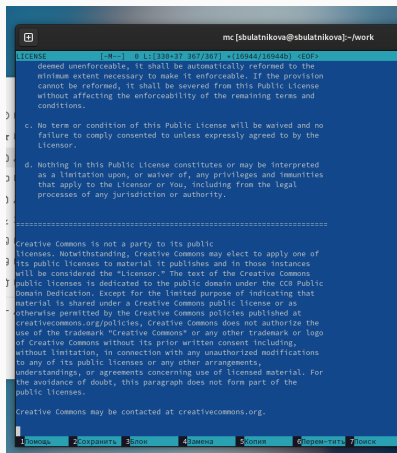 mc [sbulatnikova]:~/work
LICENSE [-M--] 0 L:[330+37 367/367] *(16944/16944b) <EOF>
deemed unenforceable, it shall be automatically reformed to the
minimum extent necessary to make it enforceable. If the provision
cannot be reformed, it shall be severed from this Public License
without affecting the enforceability of the remaining terms and
conditions.
c. No term or condition of this Public License will be waived and no
failure to comply consented to unless expressly agreed to by the
Licensor.
d. Nothing in this Public License constitutes or may be interpreted
as a limitation upon, or waiver of, any privileges and immunities
that apply to the Licensor or You, including from the legal
processes of any jurisdiction or authority.
=======================================================================
Creative Commons is not a party to its public
licenses. Notwithstanding, Creative Commons may elect to apply one of
its public licenses to material it publishes and in those instances
will be considered the “Licensor.” The text of the Creative Commons
public licenses is dedicated to the public domain under the CC0 Public
Domain Dedication. Except for the limited purpose of indicating that
material is shared under a Creative Commons public license or as
otherwise permitted by the Creative Commons policies published at
creativecommons.org/policies, Creative Commons does not authorize the
use of the trademark "Creative Commons" or any other trademark or logo
of Creative Commons without its prior written consent including,
without limitation, in connection with any unauthorized modifications
to any of its public licenses or any other arrangements,
understandings, or agreements concerning use of licensed material. For
the avoidance of doubt, this paragraph does not form part of the
public licenses.
Creative Commons may be contacted at creativecommons.org.
1Помощь 2Сохранить 3Блок 4Замена 5Копия 6Перем~тить 7Поиск